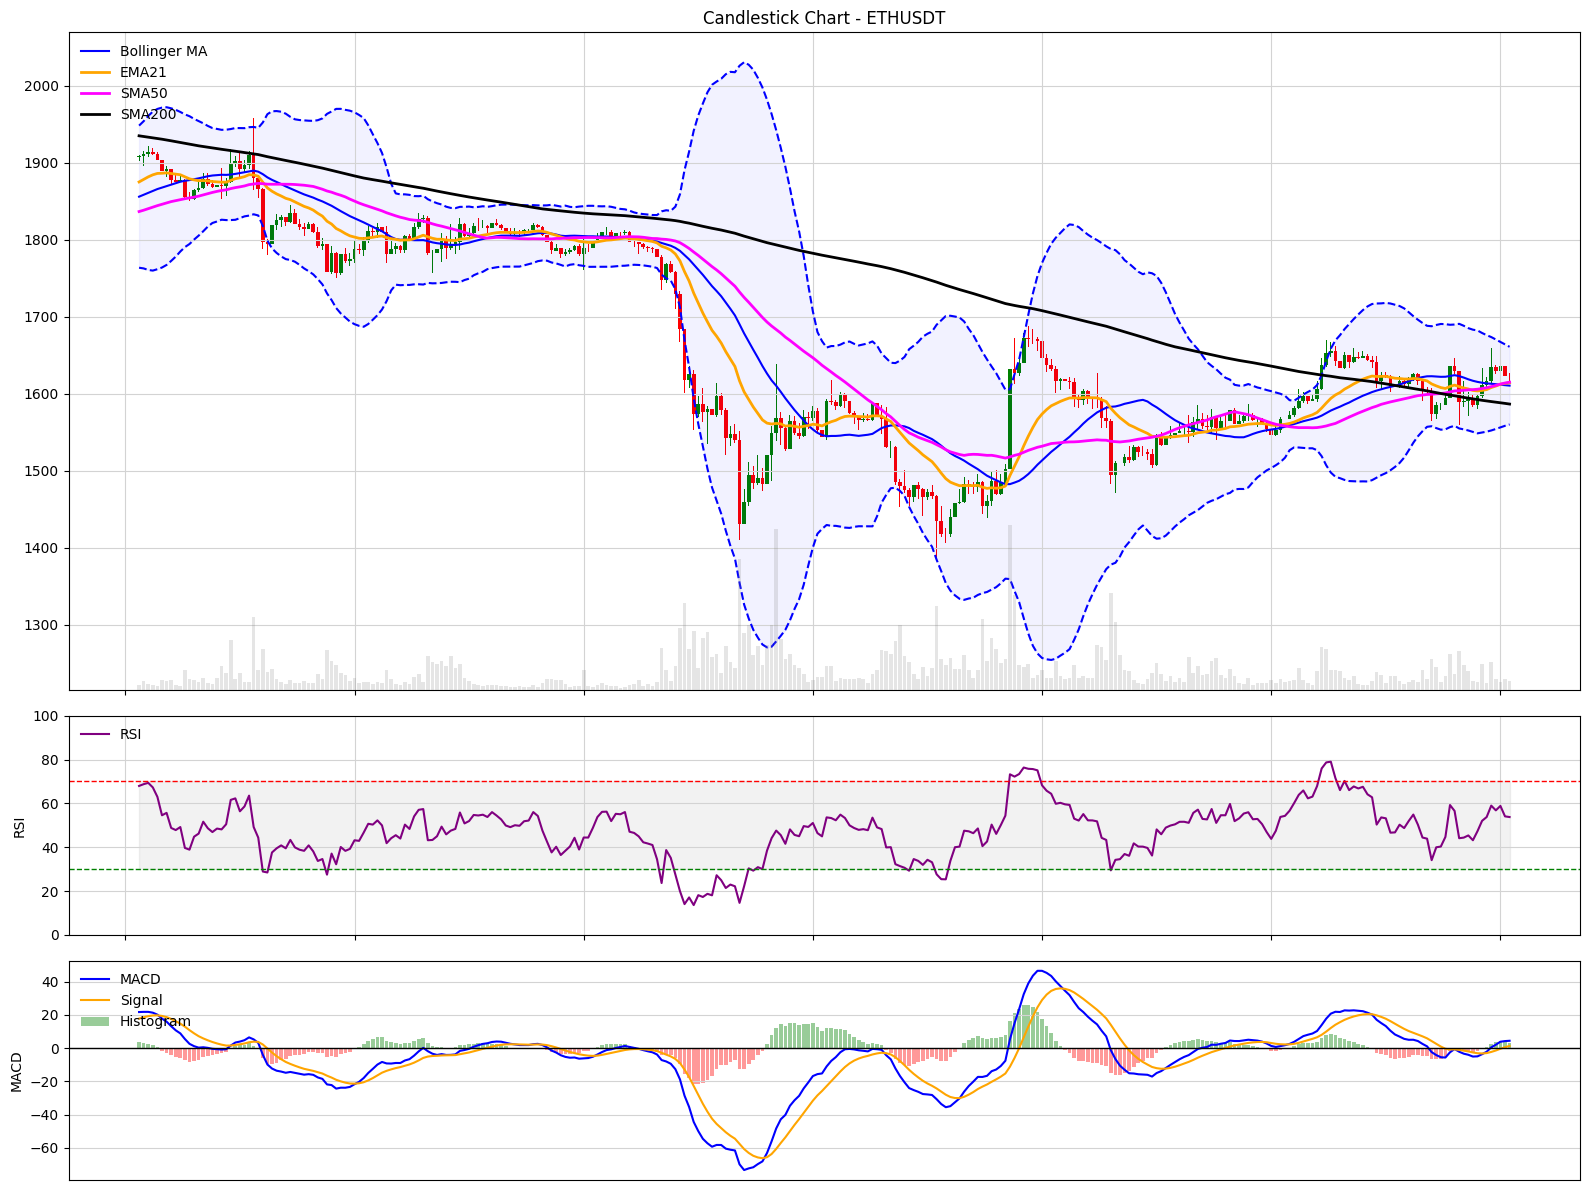 Candlestick Chart - ETHUSDT
Bollinger MA
EMA21
SMA50
SMA200
2000
1900
1800
1700
1600
1500
1400
1300
RSI
100
80
60
40
20
0
RSI
MACD
Signal
Histogram
40
20
0
−20
−40
−60
MACD